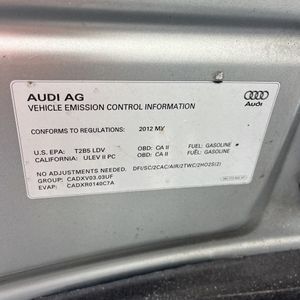 AUDI AG
VEHICLE EMISSION CONTROL INFORMATION
Audi
CONFORMS TO REGULATIONS: 2012 MY
U.S. EPA: T2B5 LDV OBD: CA II FUEL: GASOLINE
CALIFORNIA: ULEV II PC OBD: CA II FUEL: GASOLINE
NO ADJUSTMENTS NEEDED. DFI/SC/2CAC/AIR/2TWC/2HO2S(2)
GROUP: CADXV03.03UF
EVAP: CADXR0140C7A